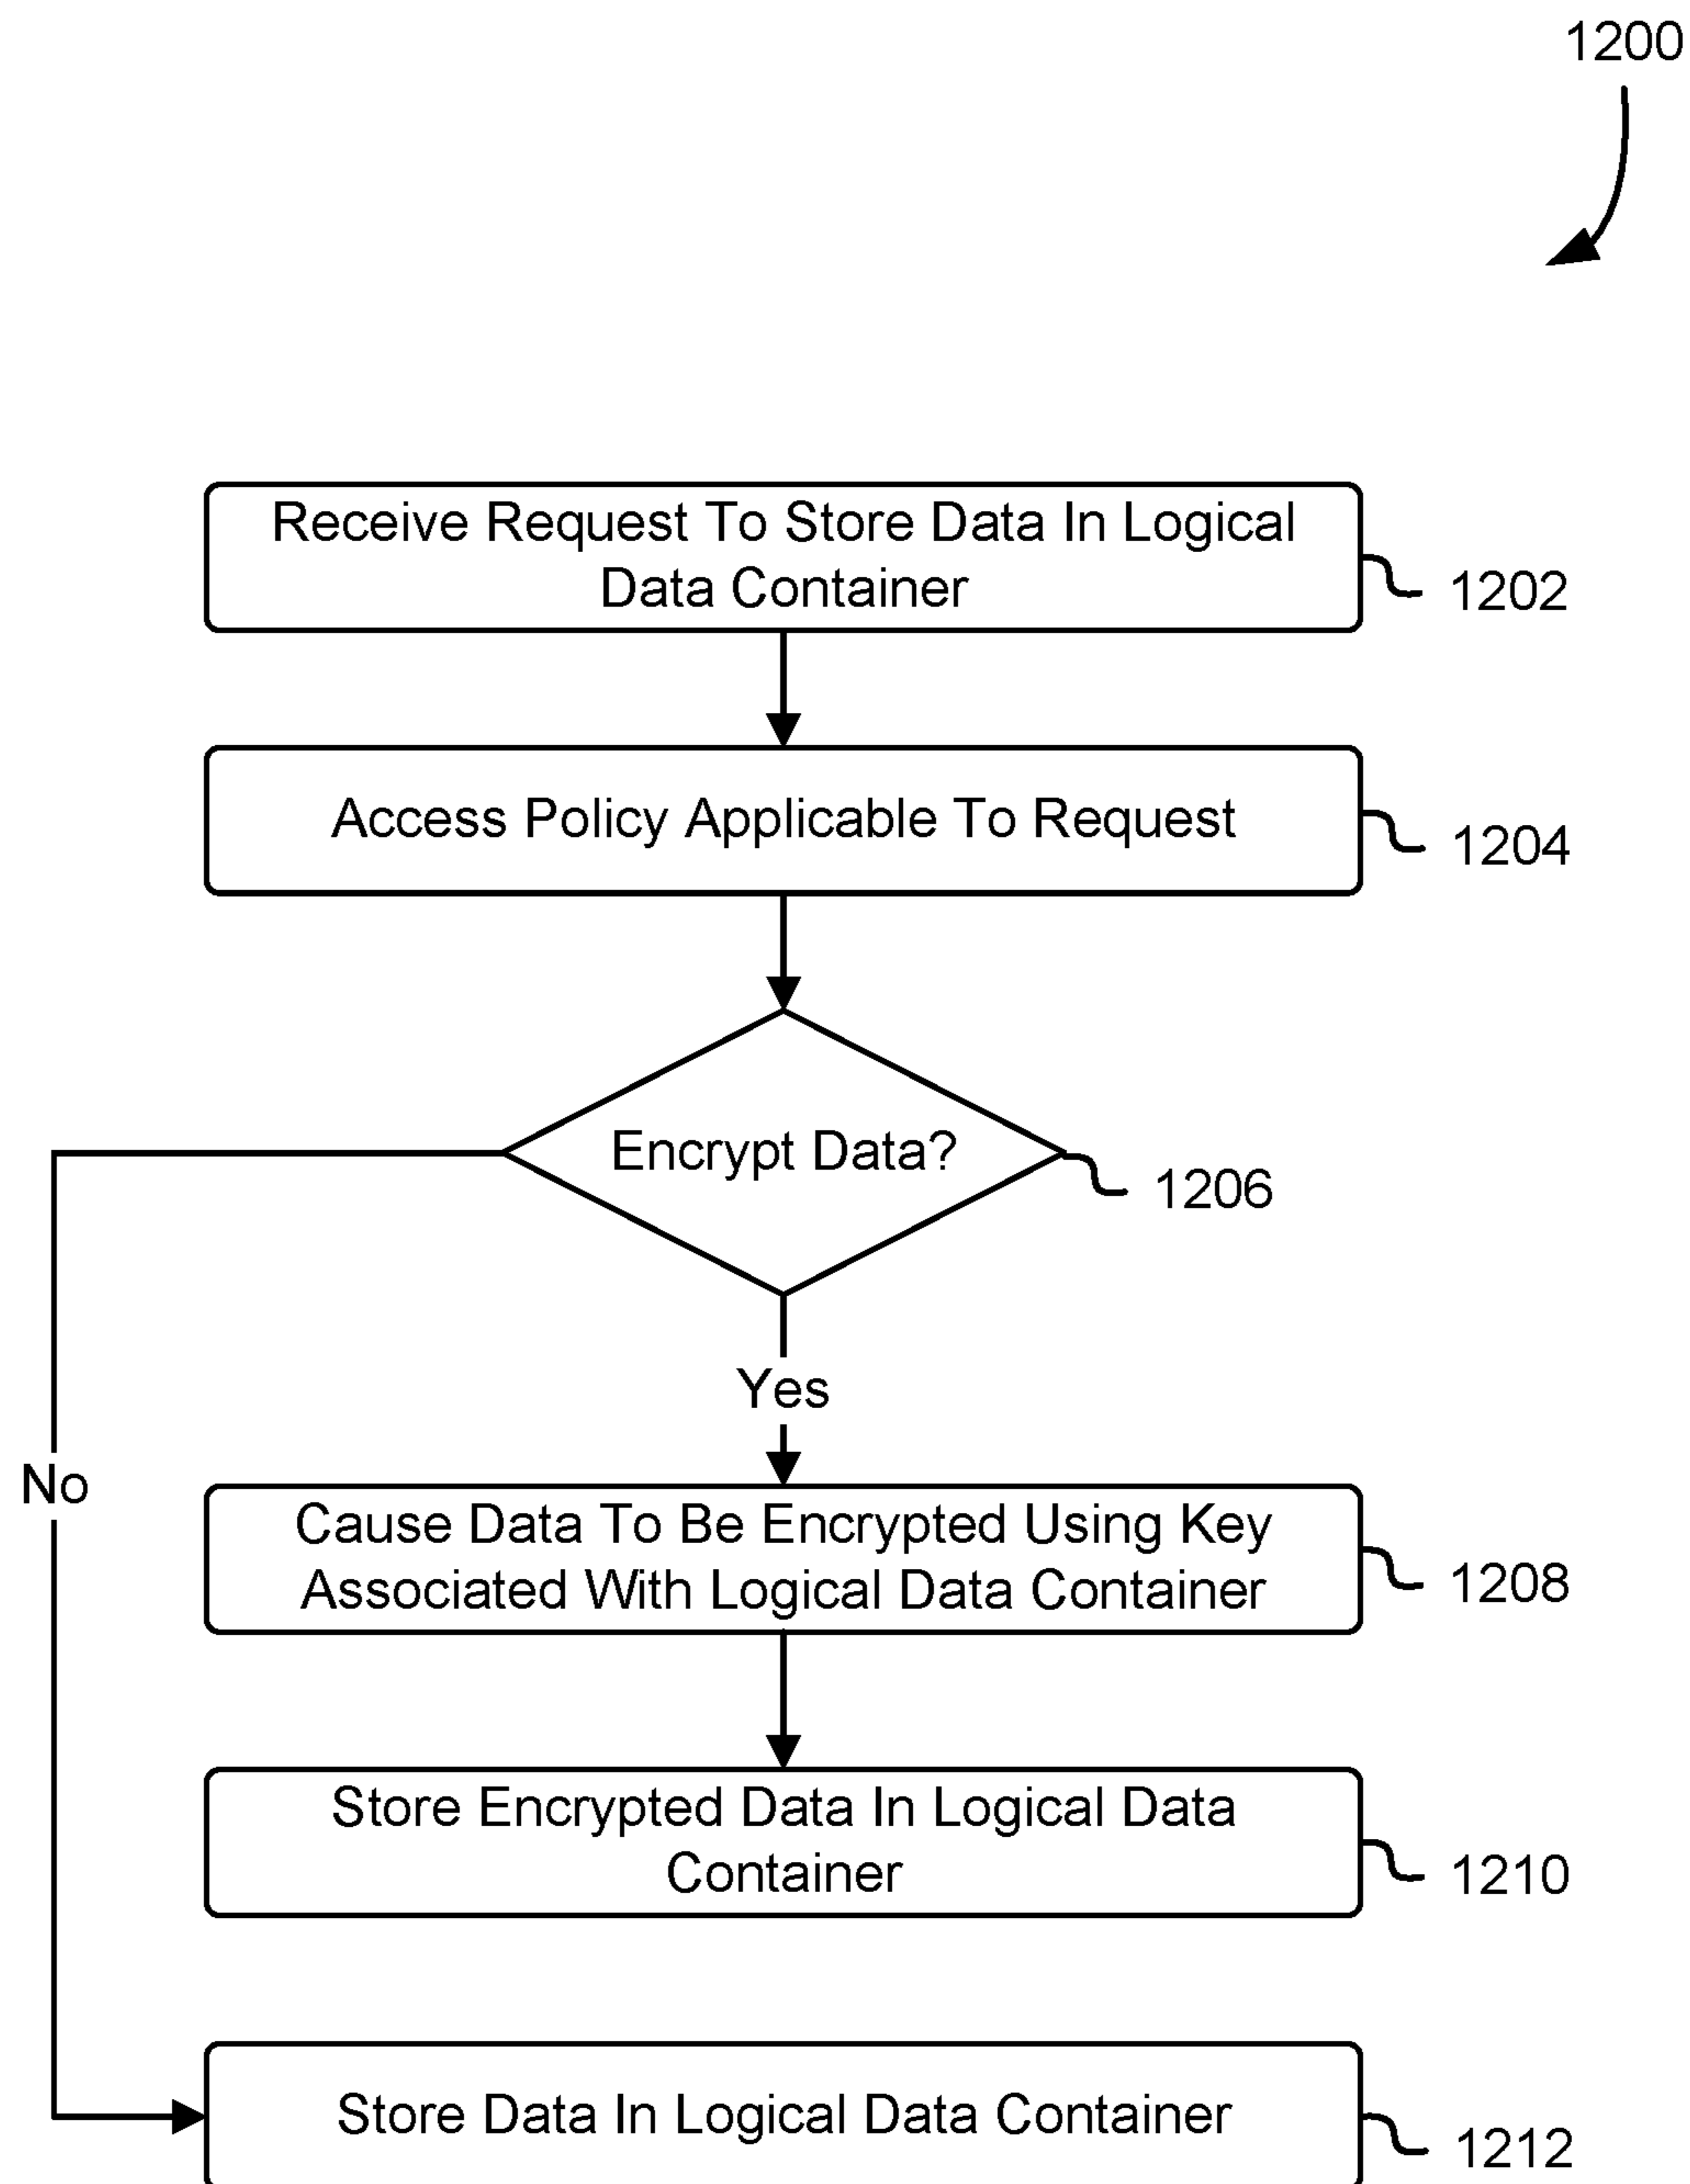 1200
Receive Request To Store Data In Logical
Data Container
1202
Access Policy Applicable To Request
1204
Encrypt Data?
1206
Yes
No
Cause Data To Be Encrypted Using Key
Associated With Logical Data Container
1208
Store Encrypted Data In Logical Data
Container
1210
Store Data In Logical Data Container
1212